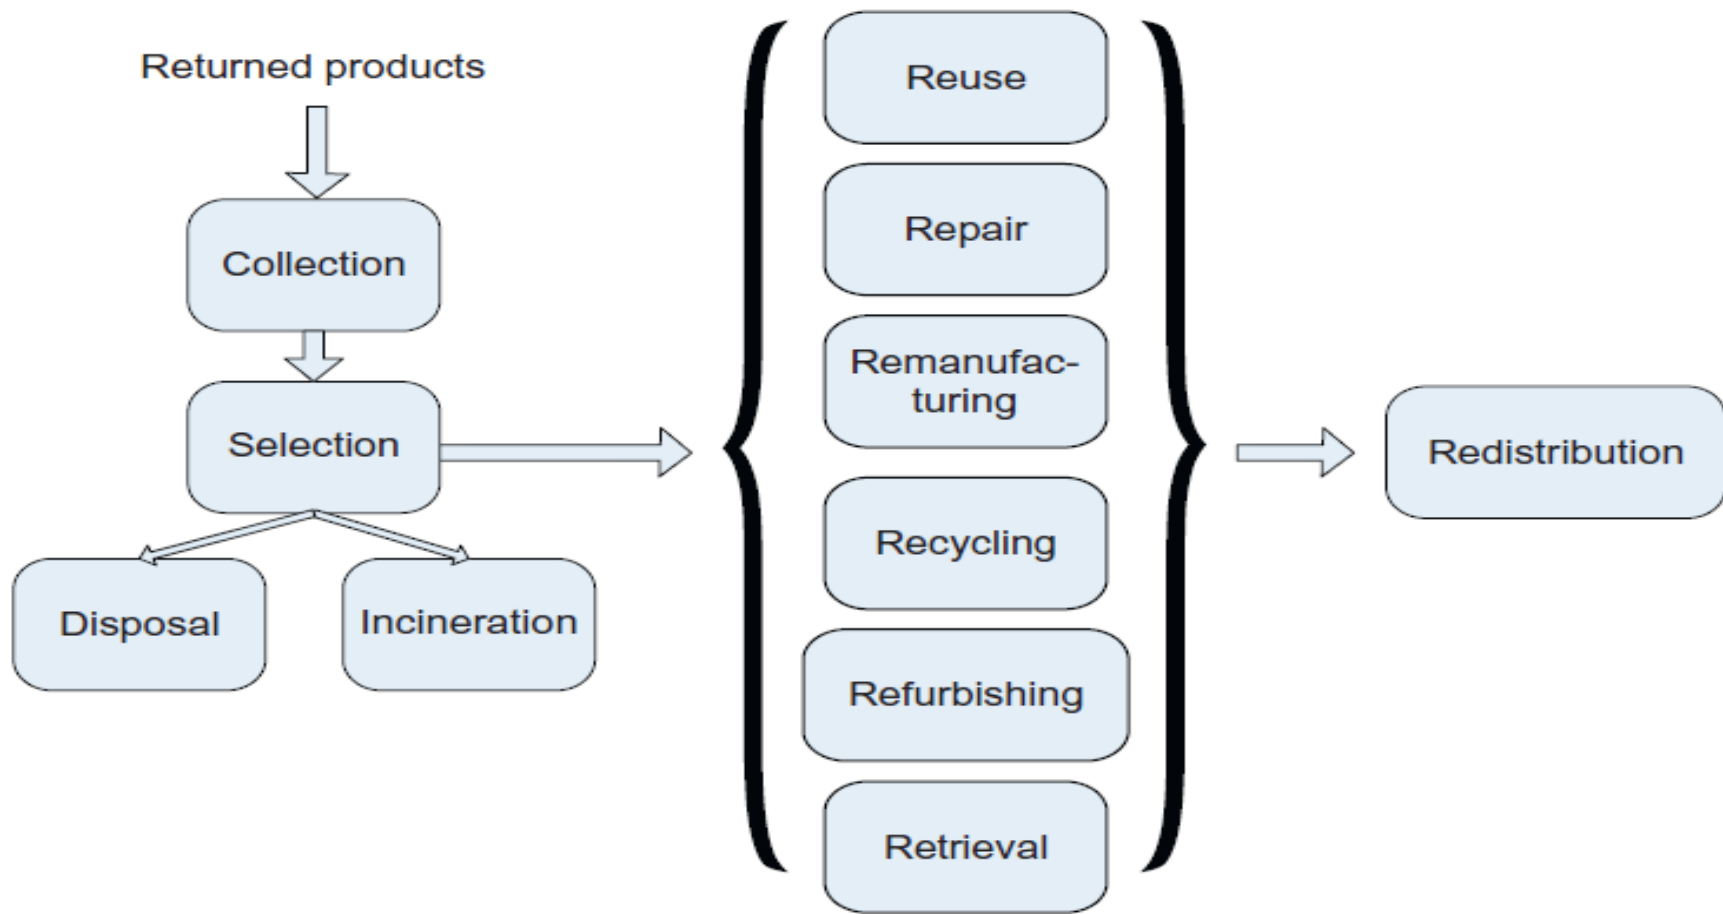 Returned products
Collection
Selection
Disposal
Incineration
Reuse
Repair
Remanufac-
turing
Recycling
Refurbishing
Retrieval
Redistribution